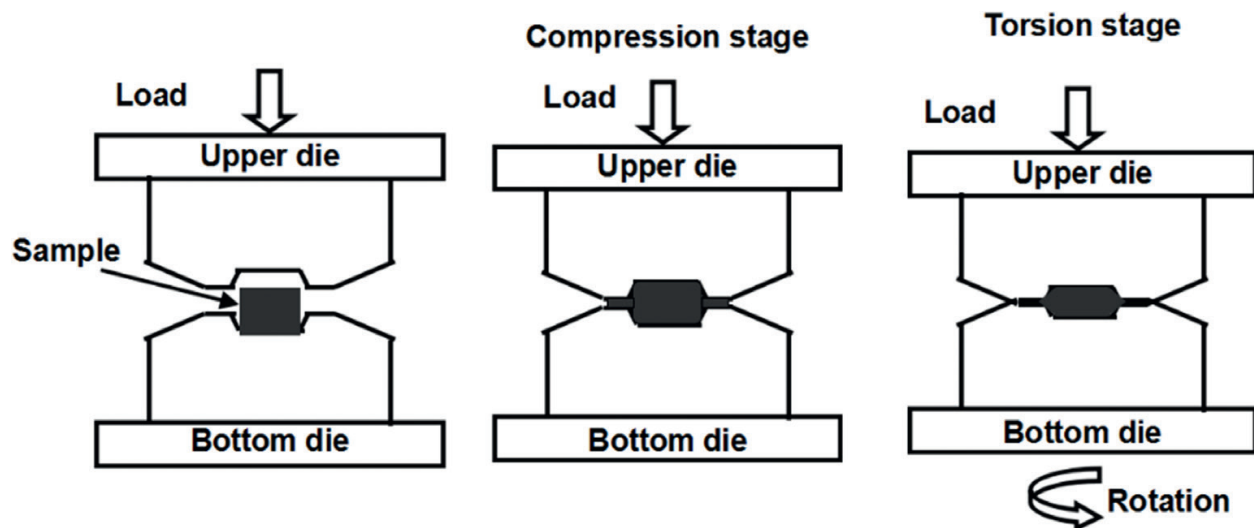 Compression stage
Torsion stage
Load
Load
Load
Upper die
Upper die
Upper die
Sample
Bottom die
Bottom die
Bottom die
Rotation